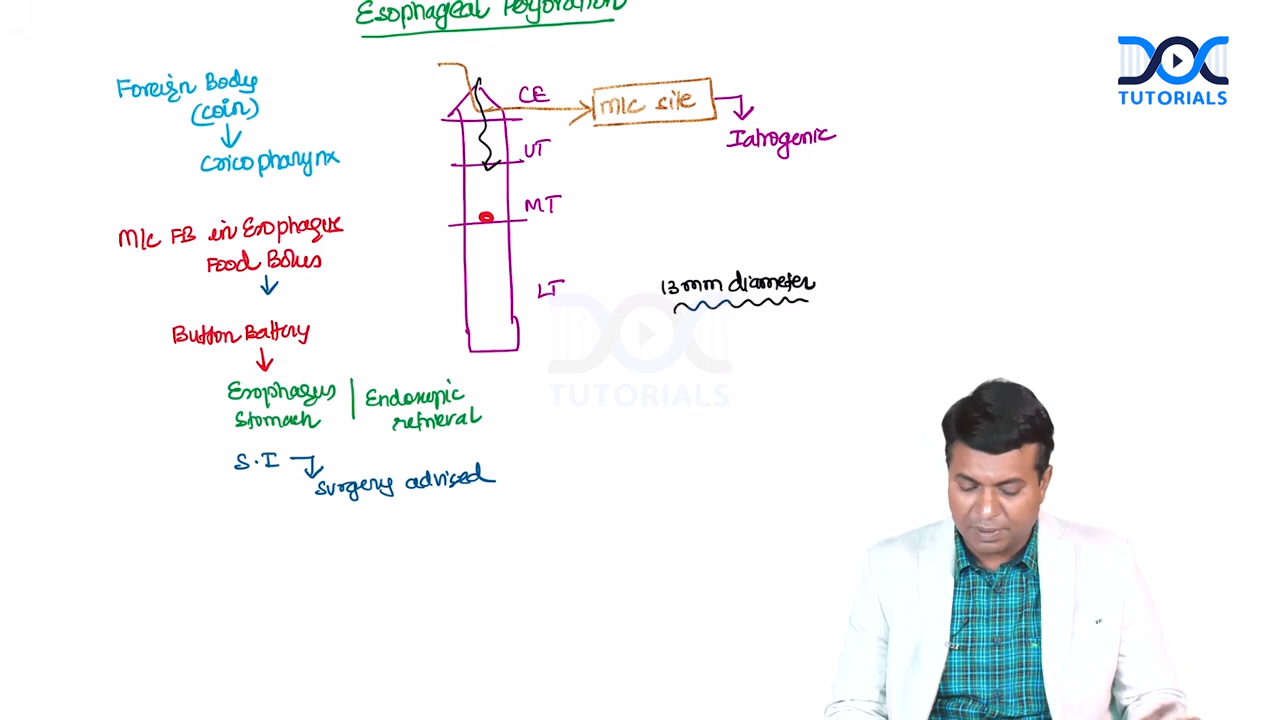 Esophageal Perforation
Foreign Body
(coin)
Cricopharynx
M/c FB in Esophagus
Food Bolus
Button Battery
Esophagus
Stomach
Endoscopic
retrieval
S.I
Surgery advised
CE
UT
MT
LT
M/c site
Iatrogenic
13mm diameter
TUTORIALS
TUTORIALS